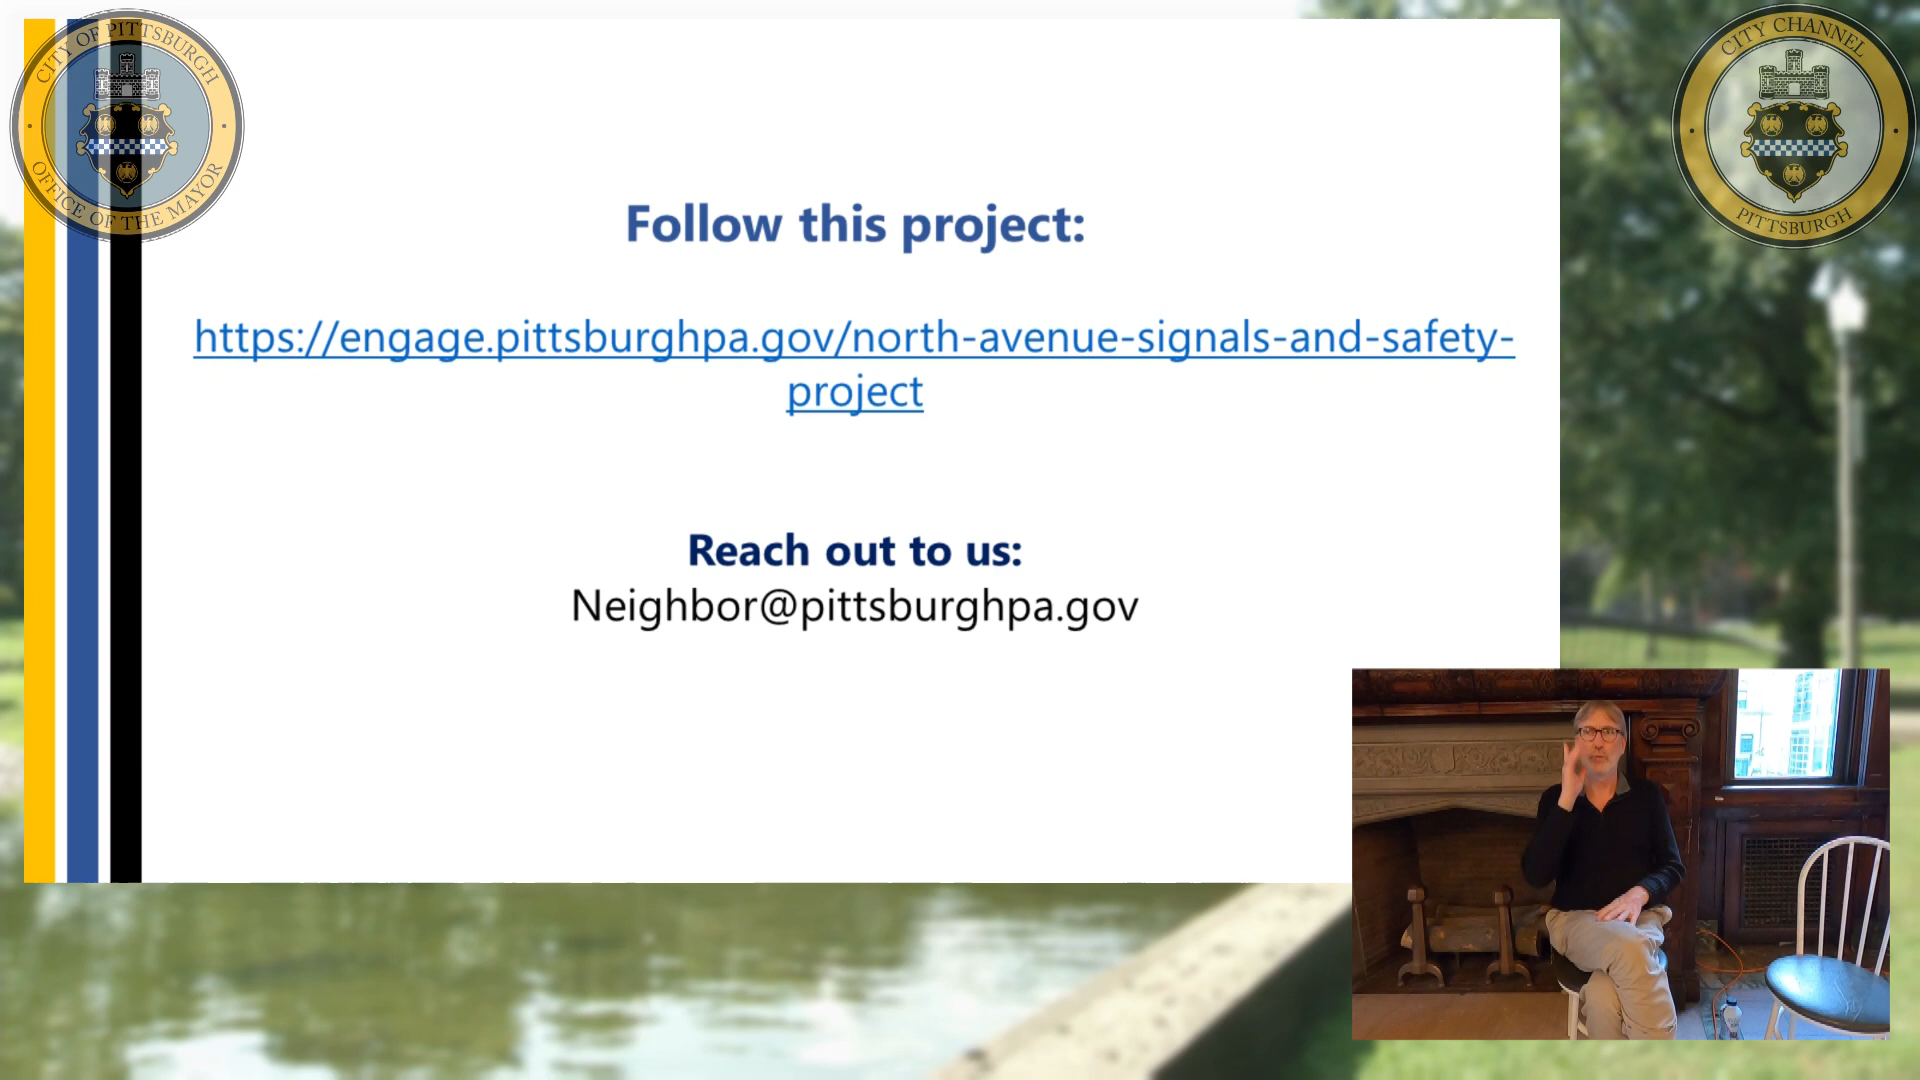 CITY OF PITTSBURGH
OFFICE OF THE MAYOR
CITY CHANNEL
PITTSBURGH
Follow this project:
https://engage.pittsburghpa.gov/north-avenue-signals-and-safety-
project
Reach out to us:
Neighbor@pittsburghpa.gov